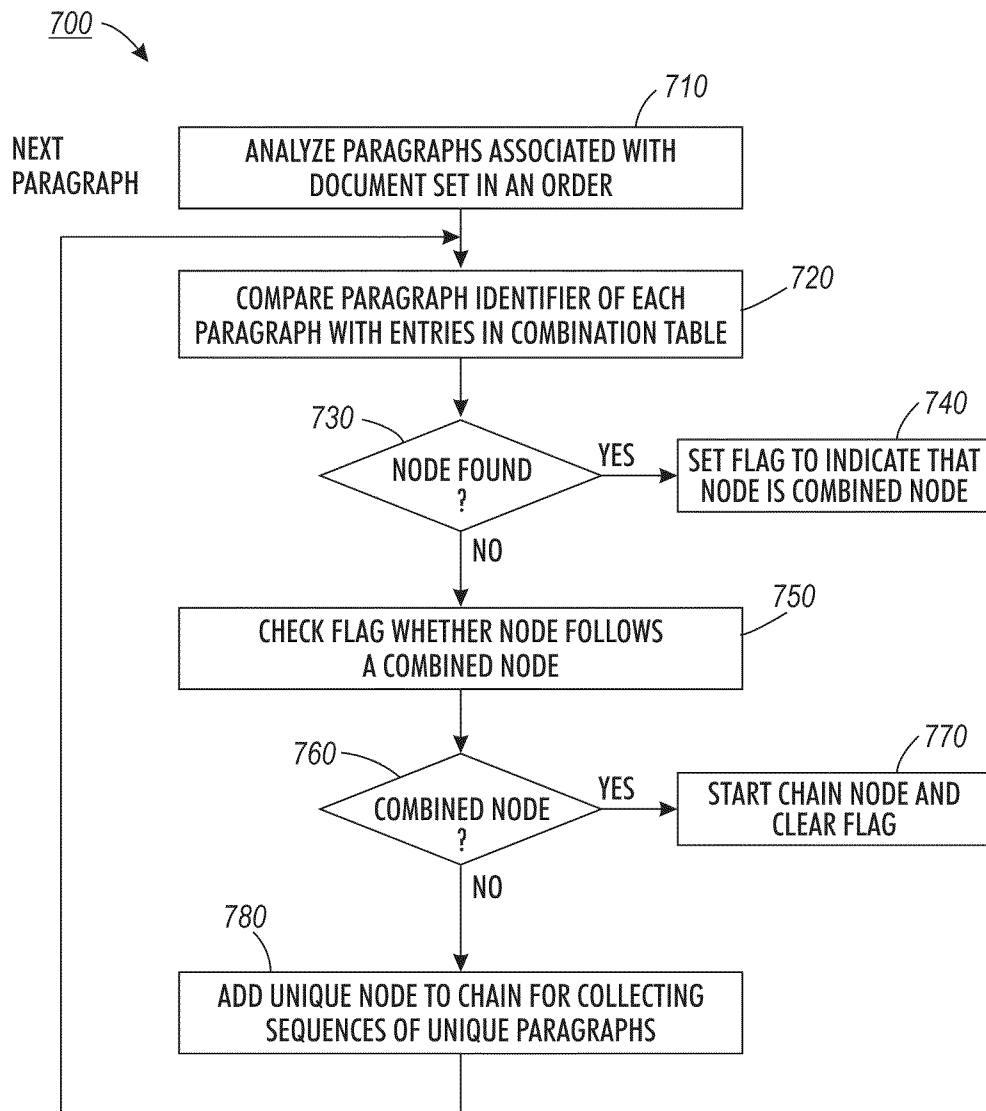 700
710
NEXT
PARAGRAPH
ANALYZE PARAGRAPHS ASSOCIATED WITH
DOCUMENT SET IN AN ORDER
720
COMPARE PARAGRAPH IDENTIFIER OF EACH
PARAGRAPH WITH ENTRIES IN COMBINATION TABLE
730
NODE FOUND
?
YES
740
SET FLAG TO INDICATE THAT
NODE IS COMBINED NODE
NO
750
CHECK FLAG WHETHER NODE FOLLOWS
A COMBINED NODE
760
COMBINED NODE
?
YES
770
START CHAIN NODE AND
CLEAR FLAG
NO
780
ADD UNIQUE NODE TO CHAIN FOR COLLECTING
SEQUENCES OF UNIQUE PARAGRAPHS